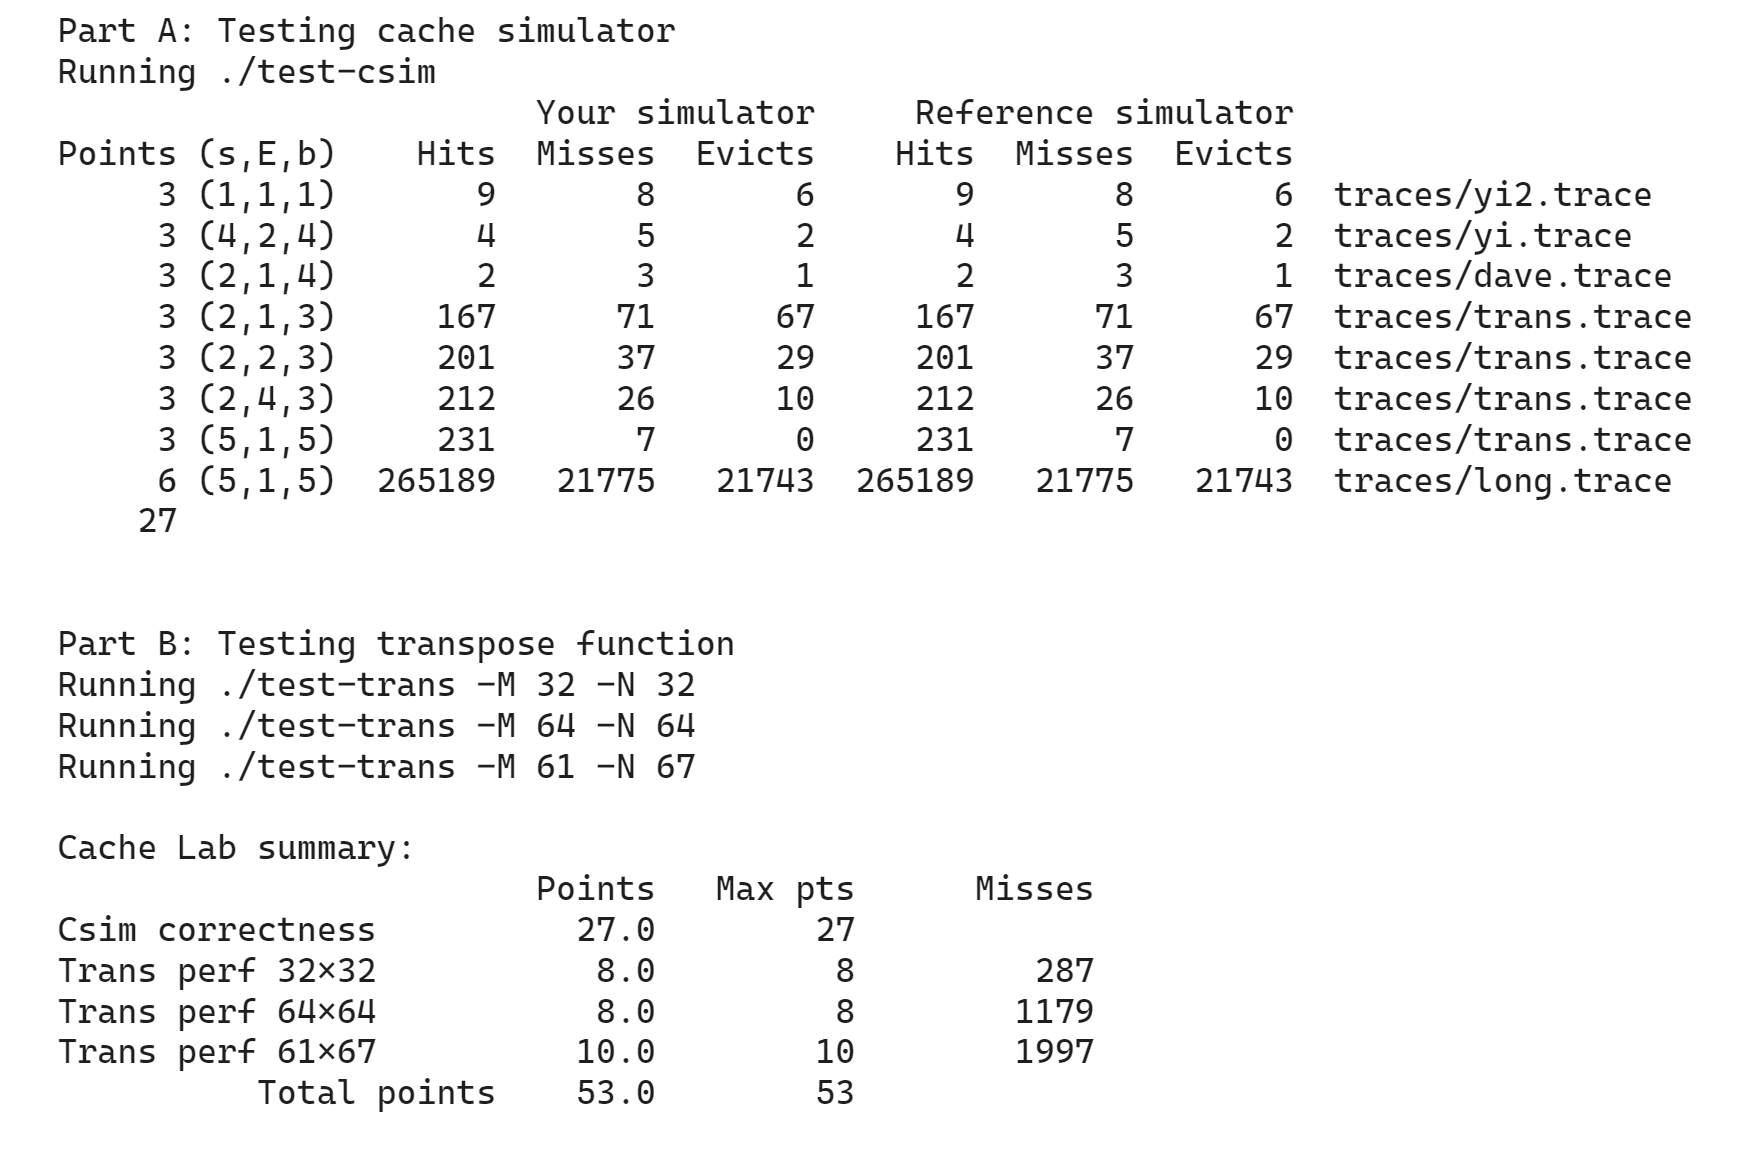 Part A: Testing cache simulator
Running ./test-csim
                        Your simulator     Reference simulator
Points (s,E,b)    Hits  Misses  Evicts    Hits  Misses  Evicts
     3 (1,1,1)       9       8       6       9       8       6  traces/yi2.trace
     3 (4,2,4)       4       5       2       4       5       2  traces/yi.trace
     3 (2,1,4)       2       3       1       2       3       1  traces/dave.trace
     3 (2,1,3)     167      71      67     167      71      67  traces/trans.trace
     3 (2,2,3)     201      37      29     201      37      29  traces/trans.trace
     3 (2,4,3)     212      26      10     212      26      10  traces/trans.trace
     3 (5,1,5)     231       7       0     231       7       0  traces/trans.trace
     6 (5,1,5)  265189   21775   21743  265189   21775   21743  traces/long.trace
    27
Part B: Testing transpose function
Running ./test-trans -M 32 -N 32
Running ./test-trans -M 64 -N 64
Running ./test-trans -M 61 -N 67
Cache Lab summary:
                        Points   Max pts      Misses
Csim correctness          27.0        27
Trans perf 32×32           8.0         8         287
Trans perf 64×64           8.0         8        1179
Trans perf 61×67          10.0        10        1997
          Total points    53.0        53